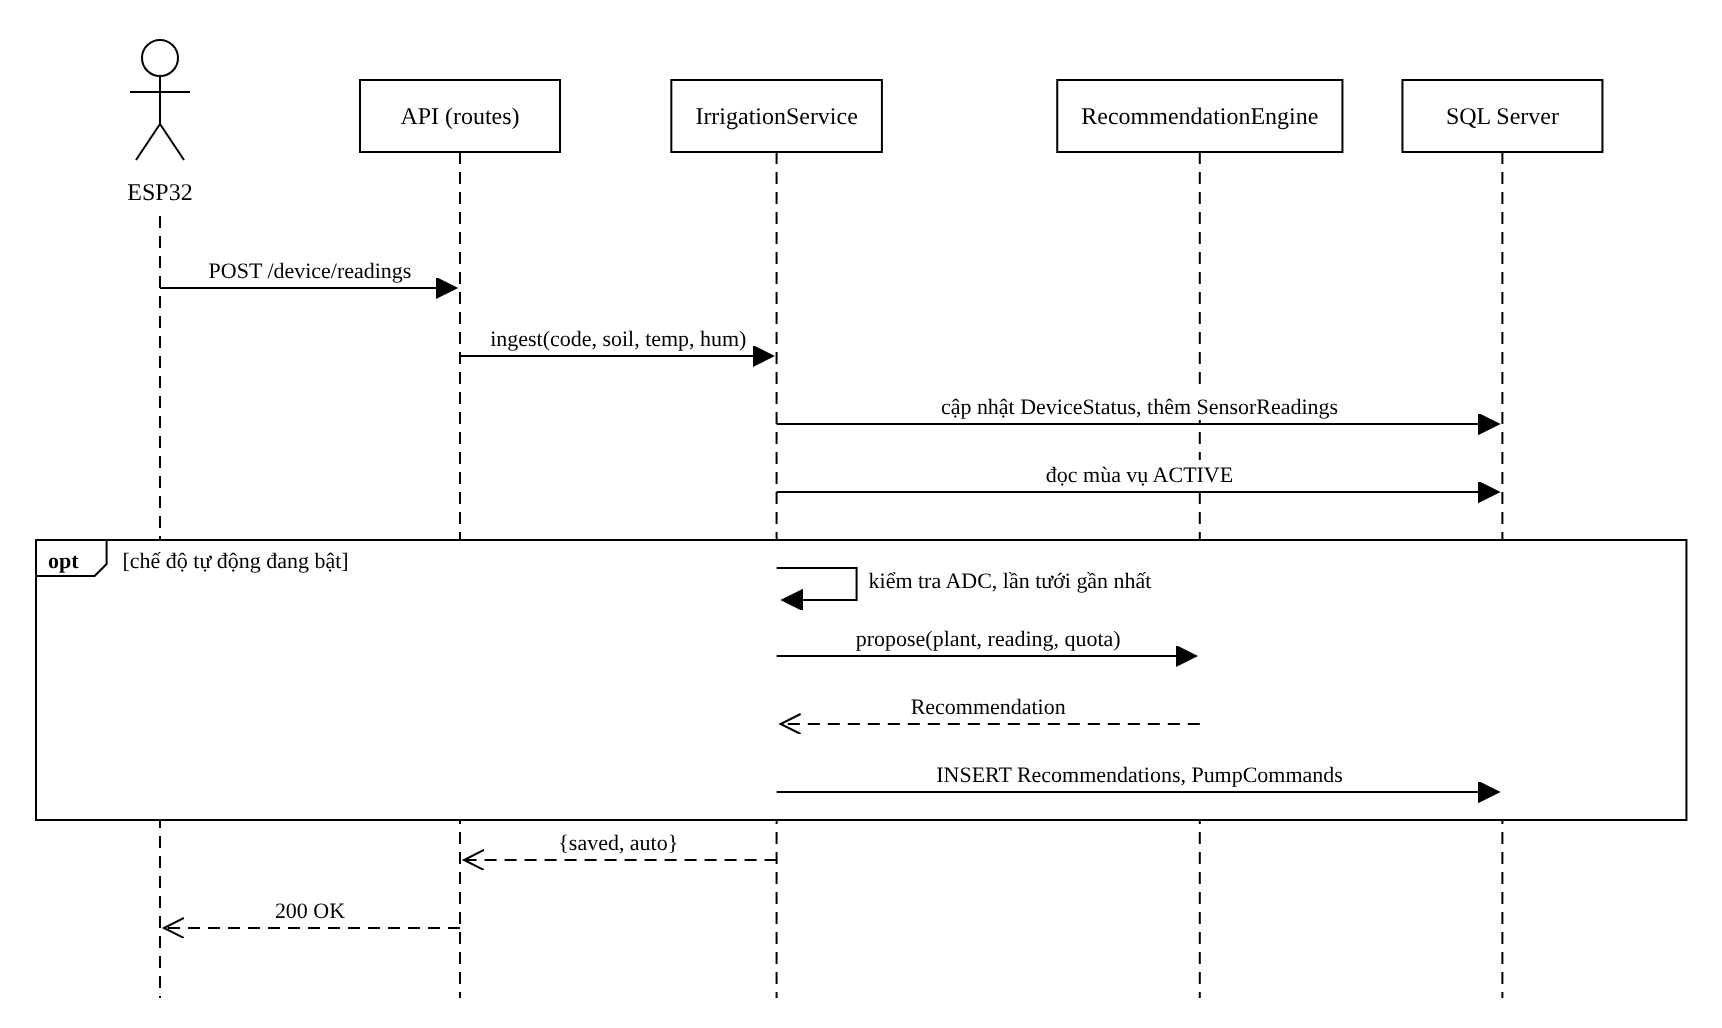 ESP32
API (routes)
IrrigationService
RecommendationEngine
SQL Server
POST /device/readings
ingest(code, soil, temp, hum)
cập nhật DeviceStatus, thêm SensorReadings
đọc mùa vụ ACTIVE
opt
[chế độ tự động đang bật]
kiểm tra ADC, lần tưới gần nhất
propose(plant, reading, quota)
Recommendation
INSERT Recommendations, PumpCommands
{saved, auto}
200 OK